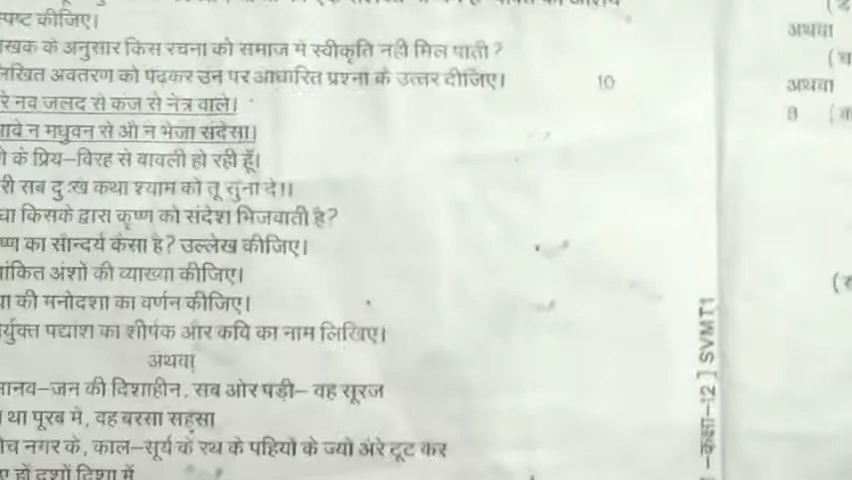 स्पष्ट कीजिए।
लेखक के अनुसार किस रचना को समाज में स्वीकृति नहीं मिल पाती?
लिखित अवतरण को पढ़कर उन पर आधारित प्रश्नों के उत्तर दीजिए। 10
रे नव जलद से कंज से नेत्र वाले।
आये न मधुवन से औ न भेजा संदेसा।
के प्रिय–विरह से बावली हो रही हूँ।
री सब दुःख कथा श्याम को तू सुना दे।।
धा किसके द्वारा कृष्ण को संदेश भिजवाती है?
ष्ण का सौन्दर्य कैसा है? उल्लेख कीजिए।
खांकित अंशों की व्याख्या कीजिए।
की मनोदशा का वर्णन कीजिए।
र्युक्त पद्यांश का शीर्षक और कवि का नाम लिखिए।
अथवा
मानव–जन की दिशाहीन, सब ओर पड़ी– वह सूरज
था पूरब में, वह बरसा सहसा
बीच नगर के, काल–सूर्य के रथ के पहियों के ज्यों अरे टूट कर
हों दशों दिशा में
अथवा
अथवा
8
–कक्षा–12 ] SVMT1